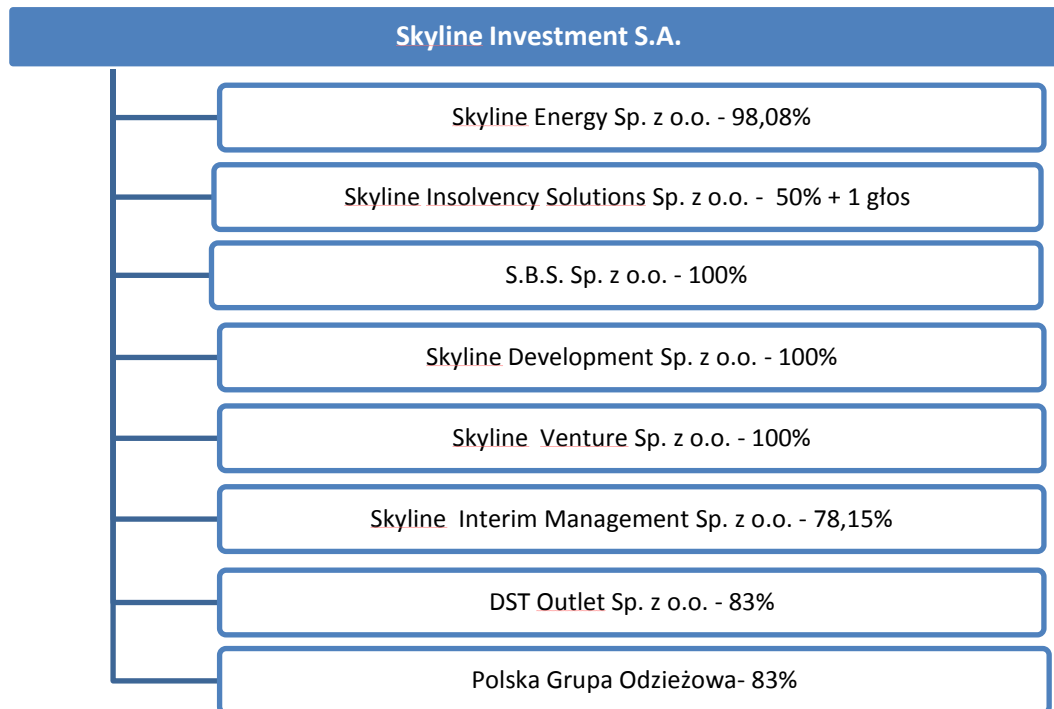 Skyline Investment S.A.
Skyline Energy Sp. z o.o. - 98,08%
Skyline Insolvency Solutions Sp. z o.o. - 50% + 1 głos
S.B.S. Sp. z o.o. - 100%
Skyline Development Sp. z o.o. - 100%
Skyline Venture Sp. z o.o. - 100%
Skyline Interim Management Sp. z o.o. - 78,15%
DST Outlet Sp. z o.o. - 83%
Polska Grupa Odzieżowa- 83%